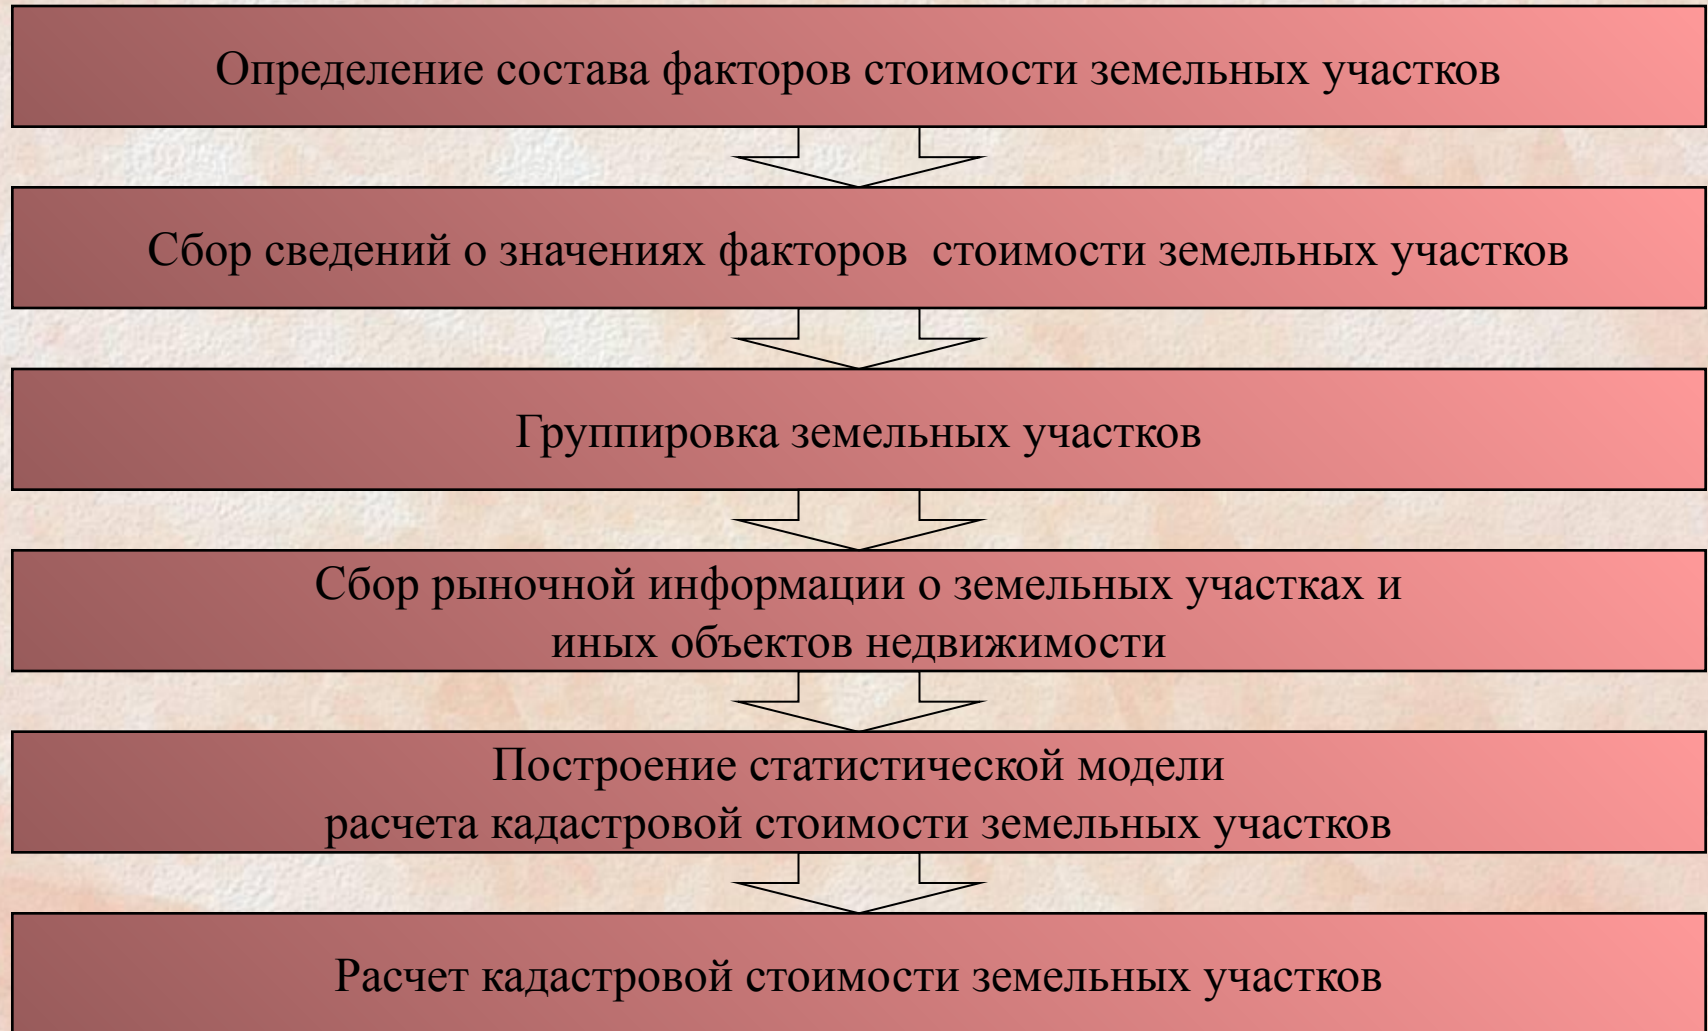 Определение состава факторов стоимости земельных участков
Сбор сведений о значениях факторов  стоимости земельных участков
Группировка земельных участков
Сбор рыночной информации о земельных участках и
иных объектов недвижимости
Построение статистической модели
расчета кадастровой стоимости земельных участков
Расчет кадастровой стоимости земельных участков